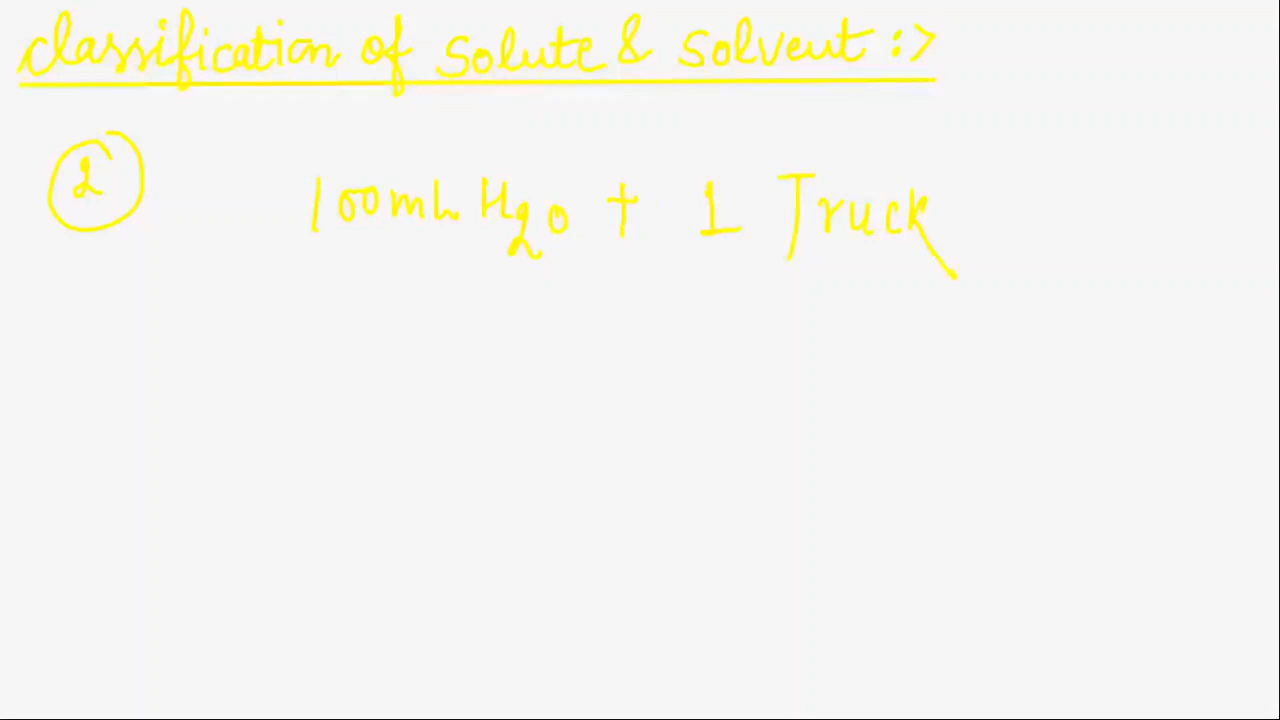 classification of solute & solvent :>
2
100mL H2O + 1 Truck